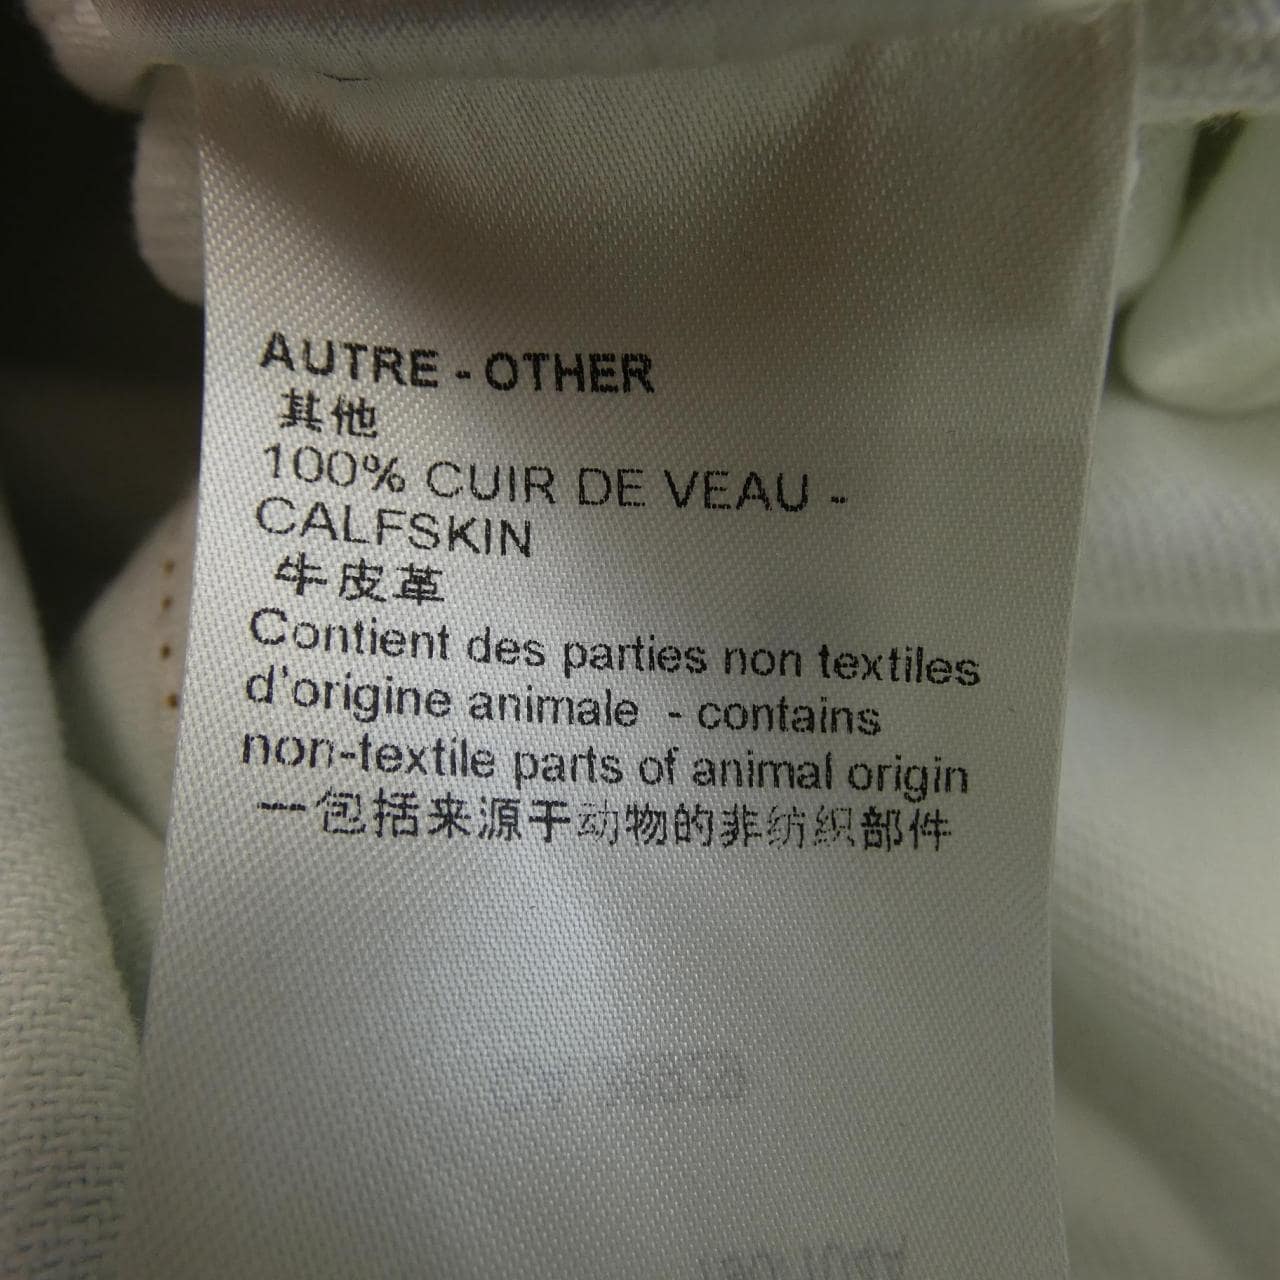 AUTRE - OTHER
其他
100% CUIR DE VEAU -
CALFSKIN
牛皮革
Contient des parties non textiles
d'origine animale - contains
non-textile parts of animal origin
一包括来源于动物的非纺织部件